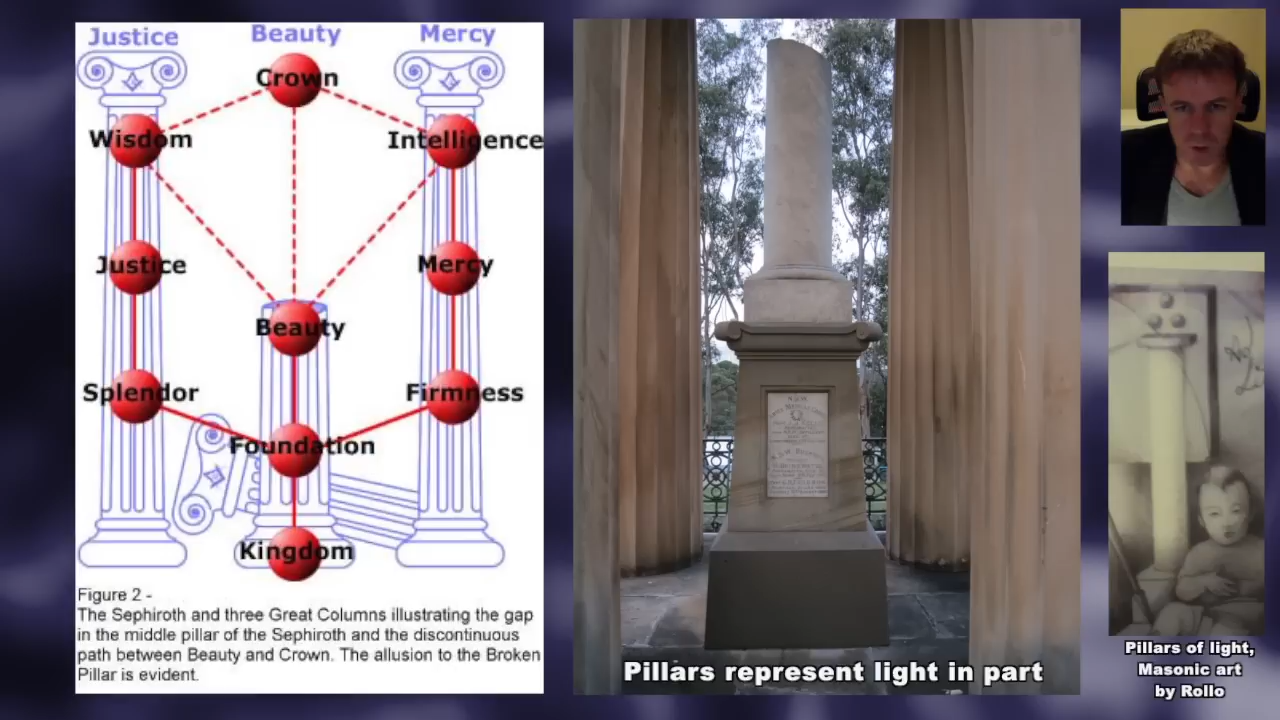 Justice
Beauty
Mercy
Crown
Wisdom
Intelligence
Justice
Mercy
Beauty
Splendor
Firmness
Foundation
Kingdom
Figure 2 -
The Sephiroth and three Great Columns illustrating the gap
in the middle pillar of the Sephiroth and the discontinuous
path between Beauty and Crown. The allusion to the Broken
Pillar is evident.
Pillars represent light in part
Pillars of light,
Masonic art
by Rollo